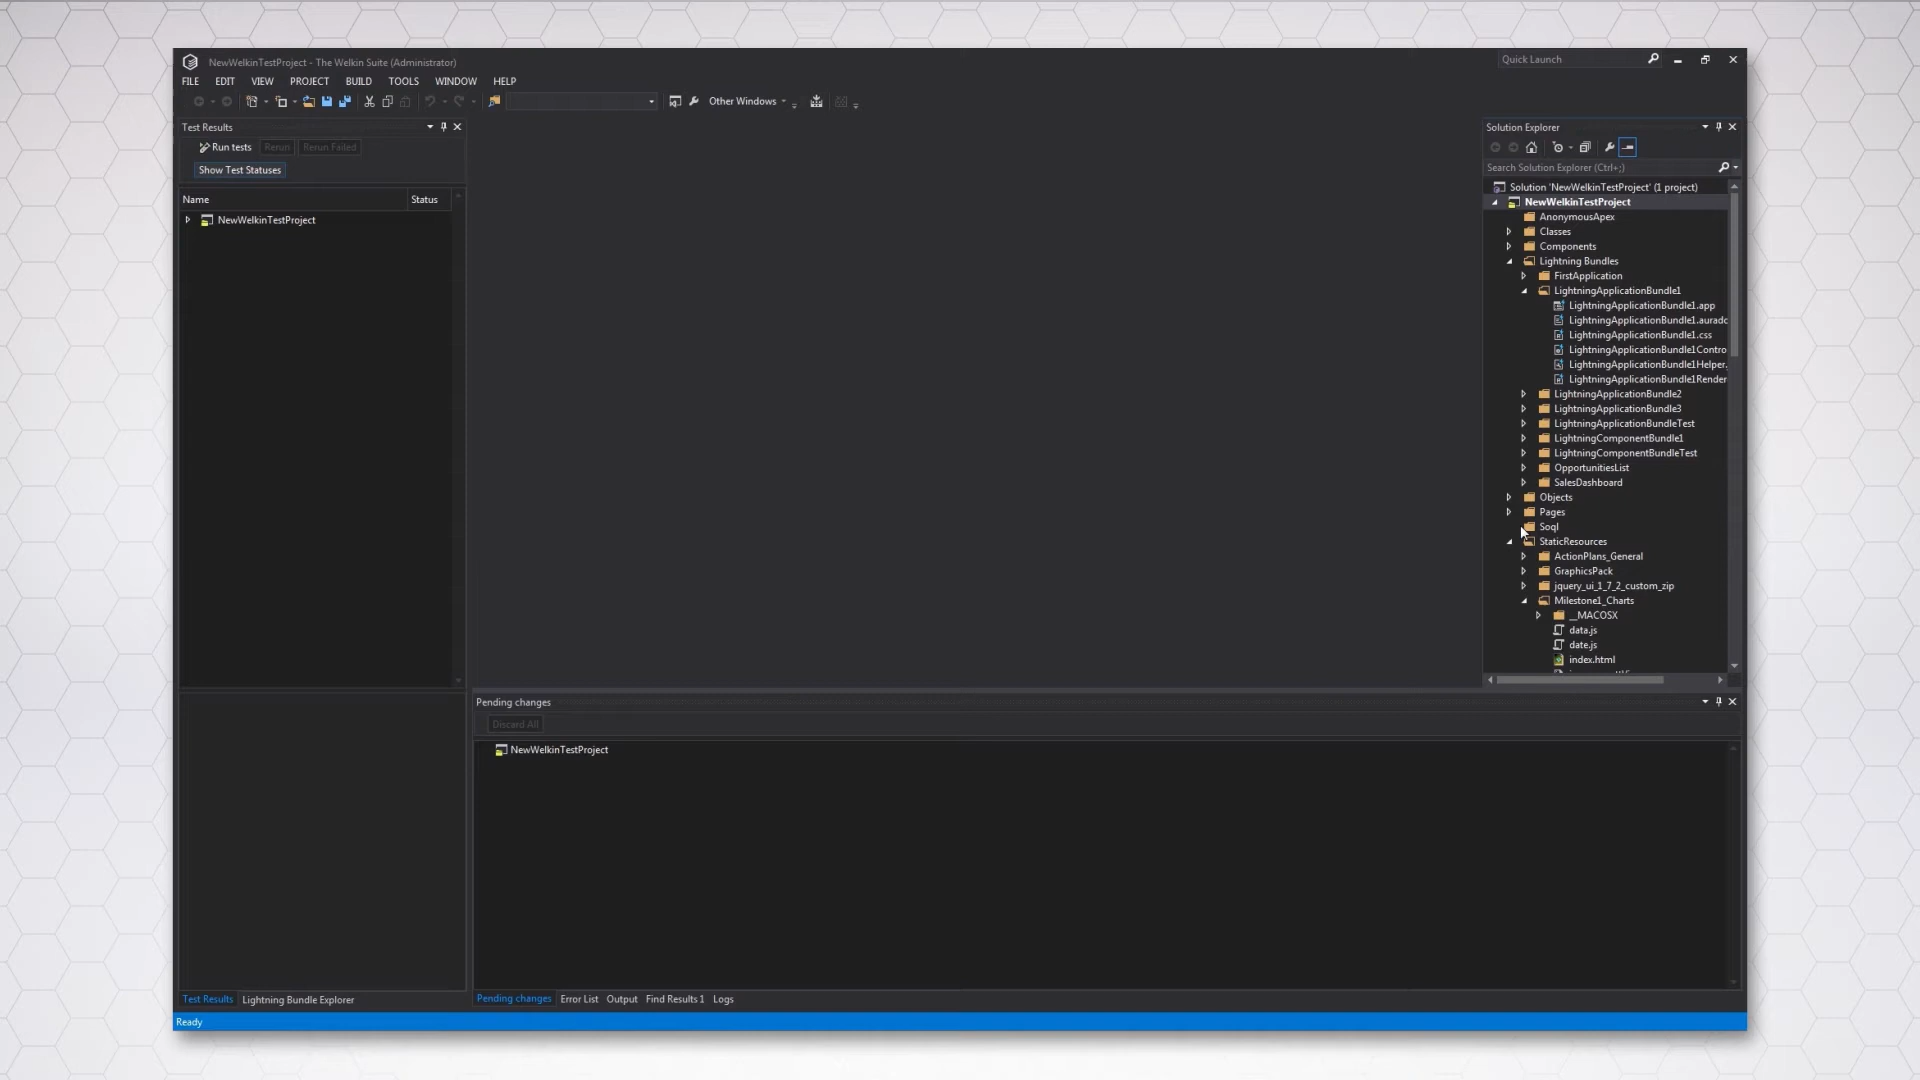 NewWelkinTestProject - The Welkin Suite (Administrator)
Quick Launch
FILE EDIT VIEW PROJECT BUILD TOOLS WINDOW HELP
Other Windows
Test Results
Run tests Rerun Rerun Failed
Show Test Statuses
Name Status
NewWelkinTestProject
Solution Explorer
Search Solution Explorer (Ctrl+;)
Solution 'NewWelkinTestProject' (1 project)
NewWelkinTestProject
AnonymousApex
Classes
Components
Lightning Bundles
FirstApplication
LightningApplicationBundle1
LightningApplicationBundle1.app
LightningApplicationBundle1.aurado
LightningApplicationBundle1.css
LightningApplicationBundle1Contro
LightningApplicationBundle1Helper.
LightningApplicationBundle1Render
LightningApplicationBundle2
LightningApplicationBundle3
LightningApplicationBundleTest
LightningComponentBundle1
LightningComponentBundleTest
OpportunitiesList
SalesDashboard
Objects
Pages
Soql
StaticResources
ActionPlans_General
GraphicsPack
jquery_ui_1_7_2_custom_zip
Milestone1_Charts
__MACOSX
data.js
date.js
index.html
Pending changes
Discard All
NewWelkinTestProject
Test Results Lightning Bundle Explorer
Pending changes Error List Output Find Results 1 Logs
Ready